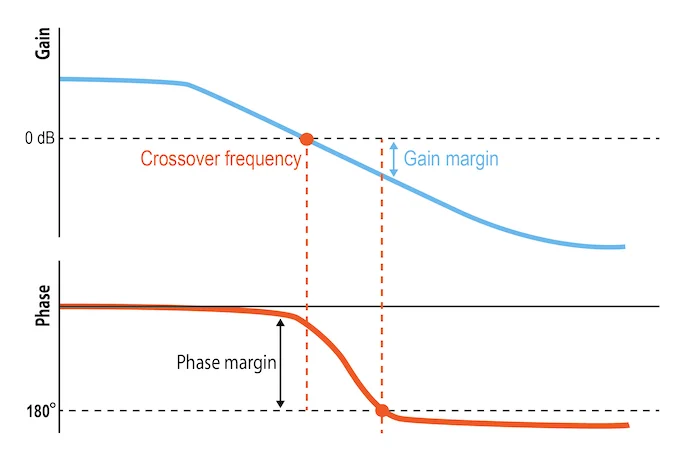 Gain
0 dB
Crossover frequency
Gain margin
Phase
Phase margin
180°